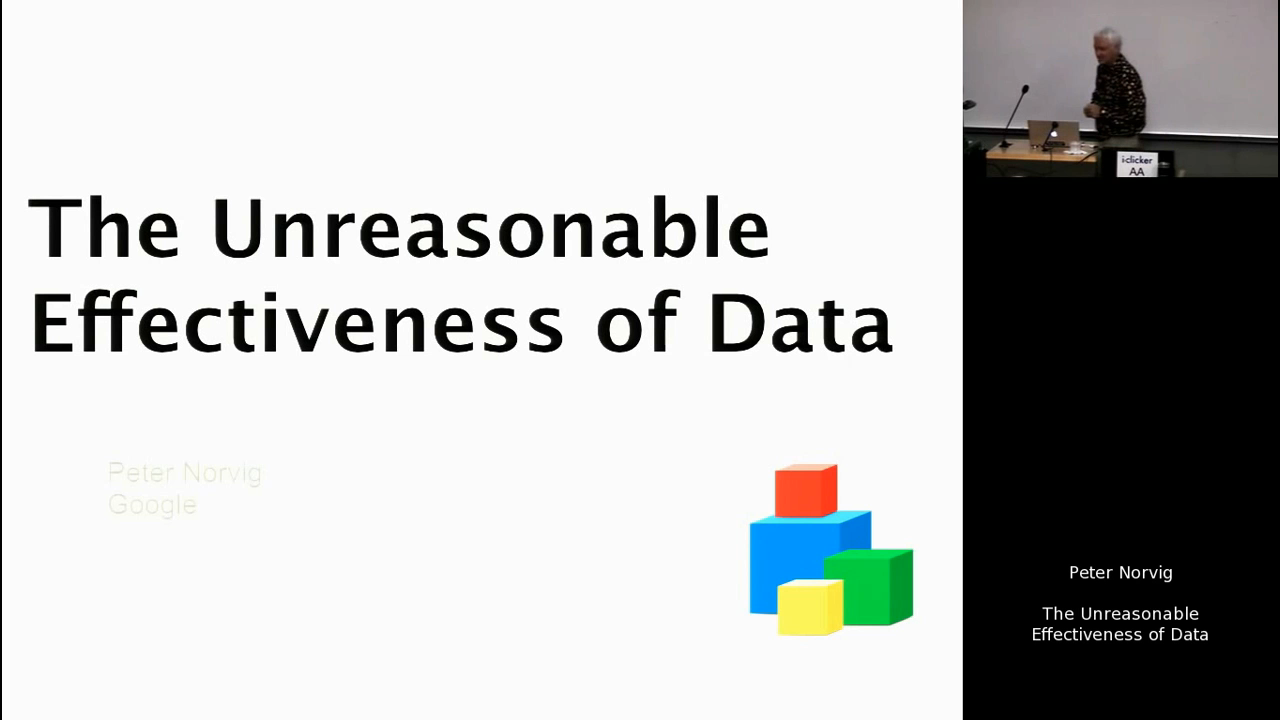 The Unreasonable
Effectiveness of Data
Peter Norvig
Google
i-clicker
AA
Peter Norvig
The Unreasonable
Effectiveness of Data